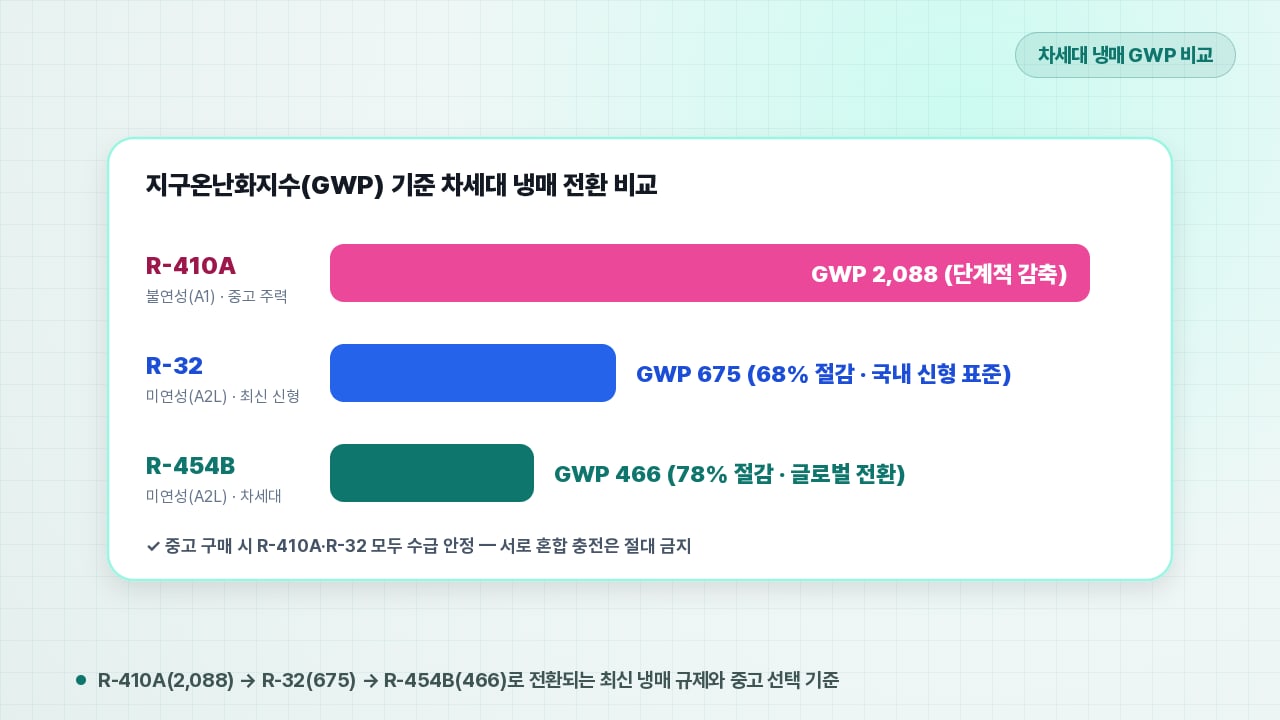 차세대 냉매 GWP 비교
지구온난화지수(GWP) 기준 차세대 냉매 전환 비교
R-410A
불연성(A1) · 중고 주력
GWP 2,088 (단계적 감축)
R-32
미연성(A2L) · 최신 신형
GWP 675 (68% 절감 · 국내 신형 표준)
R-454B
미연성(A2L) · 차세대
GWP 466 (78% 절감 · 글로벌 전환)
✓ 중고 구매 시 R-410A·R-32 모두 수급 안정 — 서로 혼합 충전은 절대 금지
● R-410A(2,088) → R-32(675) → R-454B(466)로 전환되는 최신 냉매 규제와 중고 선택 기준